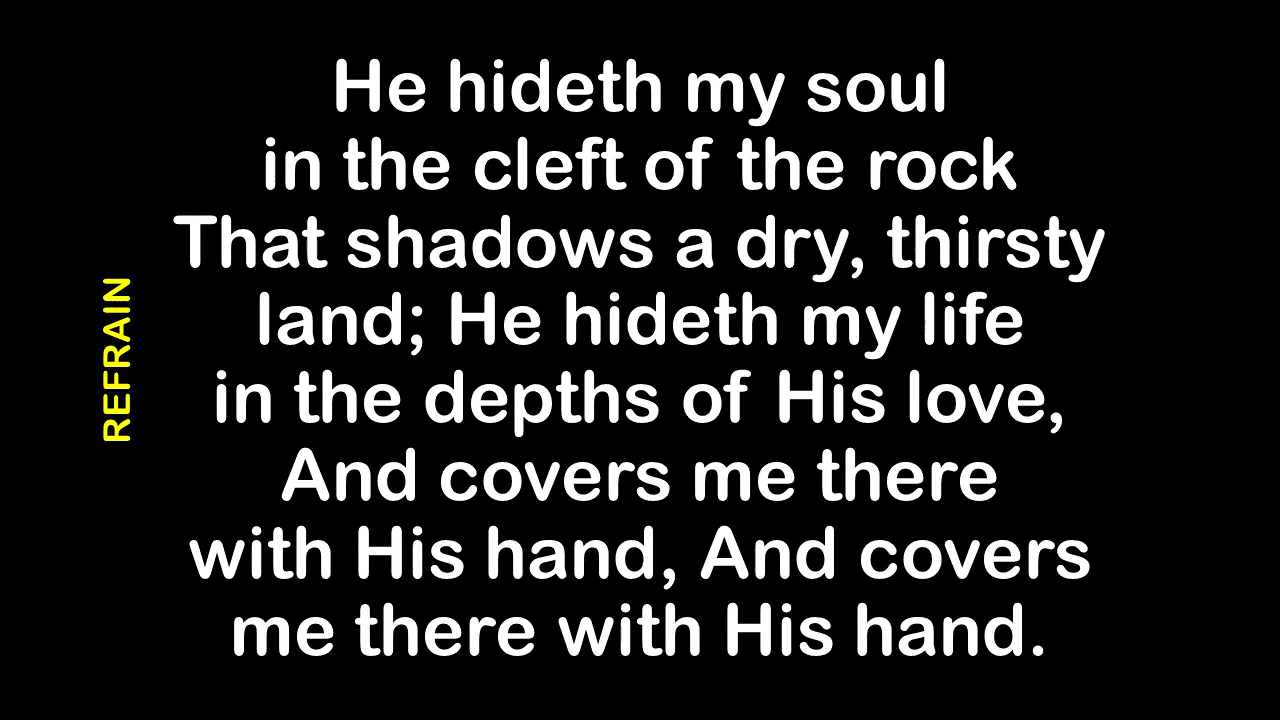 REFRAIN
He hideth my soul
in the cleft of the rock
That shadows a dry, thirsty
land; He hideth my life
in the depths of His love,
And covers me there
with His hand, And covers
me there with His hand.